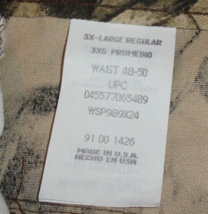 3X-LARGE REGULAR
3XG PROMEDIO
WAIST 48-50
UPC
045577065489
WSP989X24
91 00 1426
MADE IN U.S.A.
HECHO EN USA